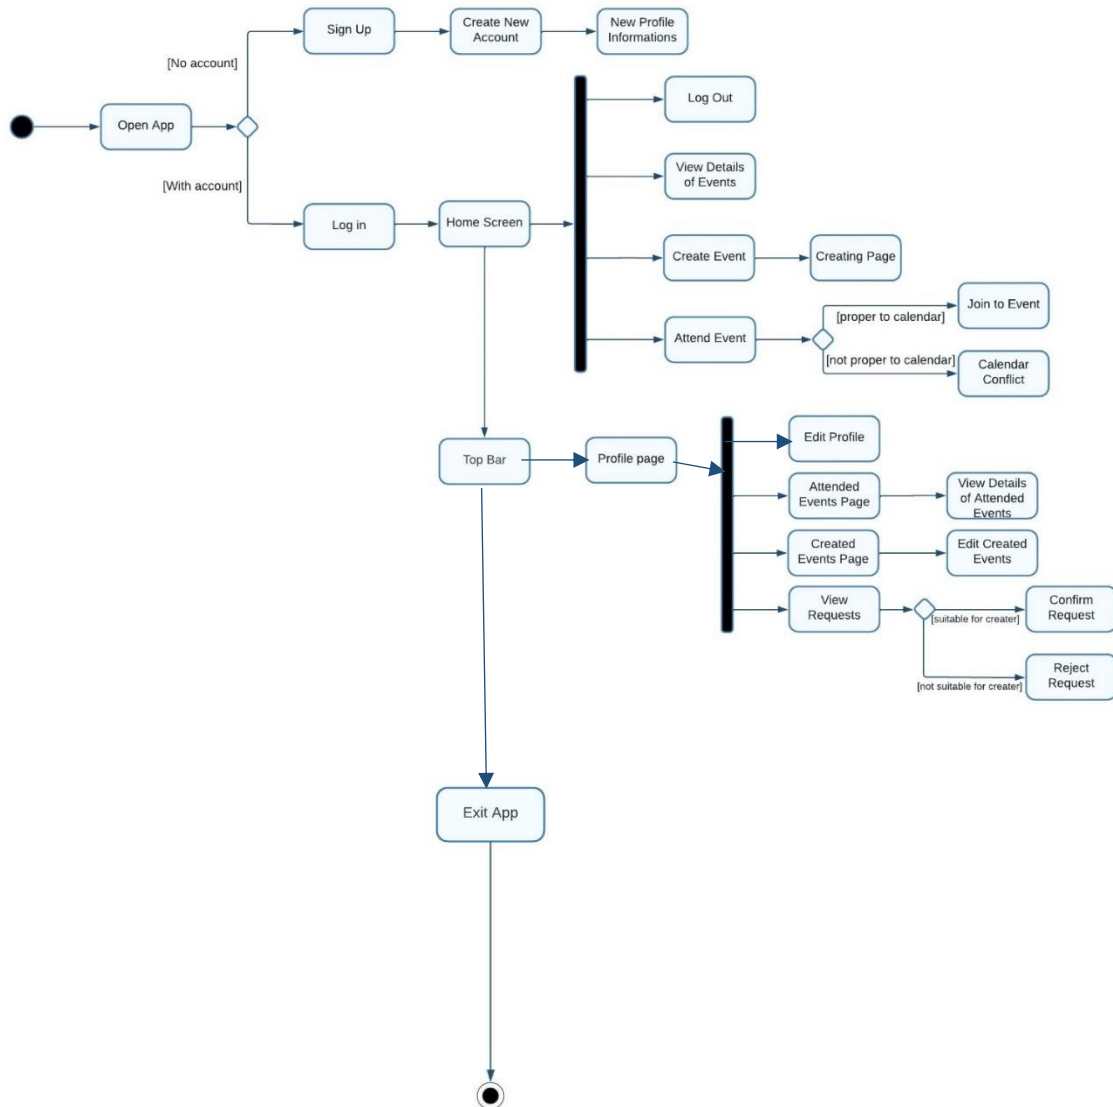 Sign Up
Create New
Account
New Profile
Informations
[No account]
Log Out
Open App
View Details
of Events
[With account]
Log in
Home Screen
Create Event
Creating Page
Join to Event
[proper to calendar]
Attend Event
[not proper to calendar]
Calendar
Conflict
Top Bar
Profile page
Edit Profile
Attended
Events Page
View Details
of Attended
Events
Created
Events Page
Edit Created
Events
View
Requests
Confirm
Request
[suitable for creater]
Reject
Request
[not suitable for creater]
Exit App